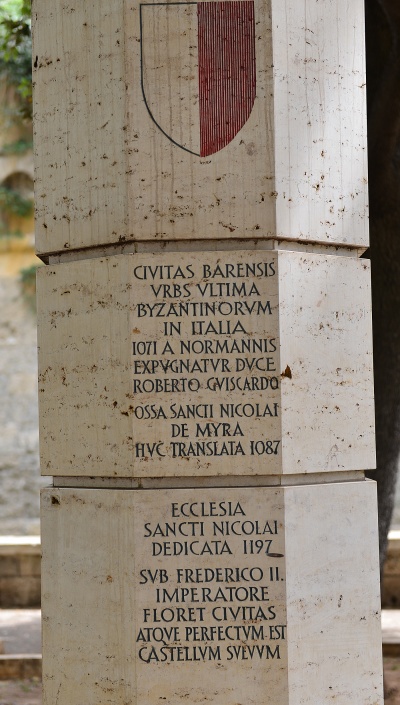 CIVITAS BARENSIS
VRBS VLTIMA
BYZANTINORVM
IN ITALIA
1071 A NORMANNIS
EXPVGNATVR DVCE
ROBERTO GVISCARDO
OSSA SANCTI NICOLAI
DE MYRA
HVC TRANSLATA 1087
ECCLESIA
SANCTI NICOLAI
DEDICATA 1197
SVB FREDERICO II.
IMPERATORE
FLORET CIVITAS
ATQVE PERFECTVM EST
CASTELLVM SVEVVM